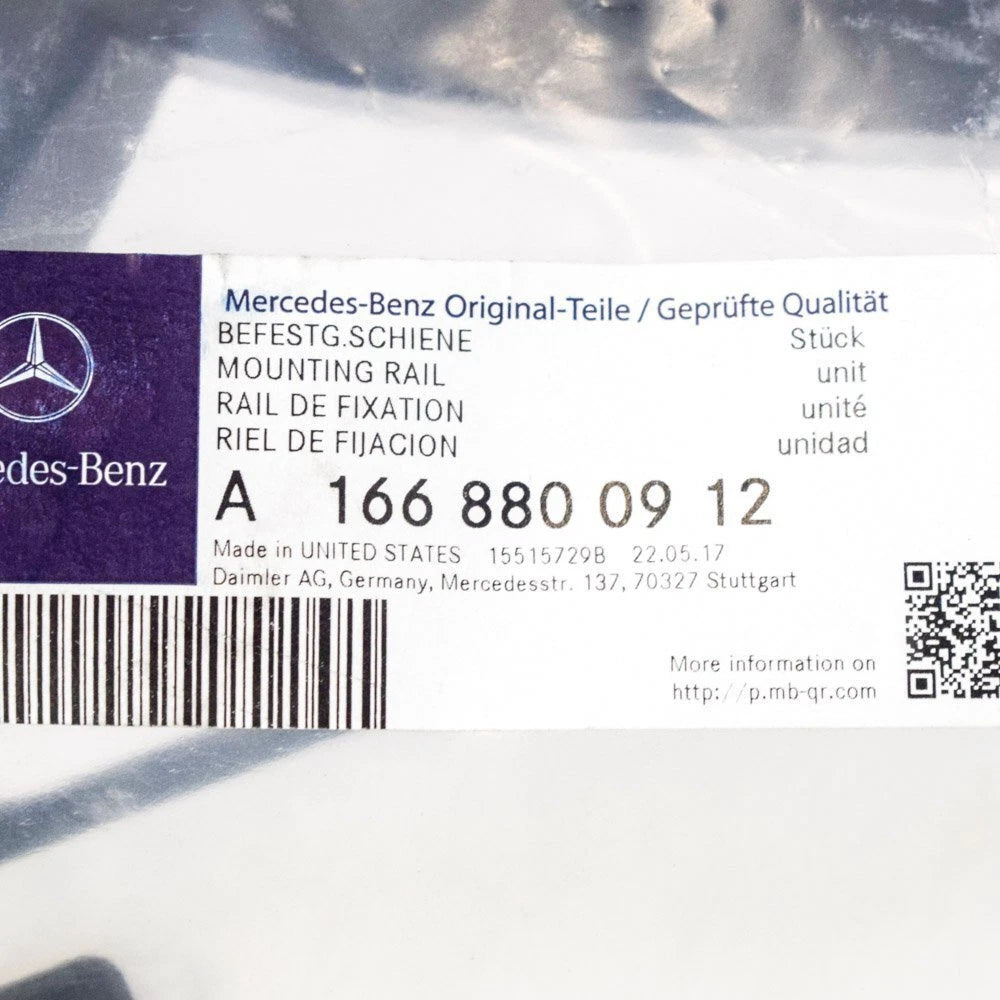 Mercedes-Benz Original-Teile / Geprüfte Qualität
BEFESTG.SCHIENE Stück
MOUNTING RAIL unit
RAIL DE FIXATION unité
RIEL DE FIJACION unidad
edes-Benz
A 166 880 09 12
Made in UNITED STATES 15515729B 22.05.17
Daimler AG, Germany, Mercedesstr. 137, 70327 Stuttgart
More information on
http://p.mb-qr.com